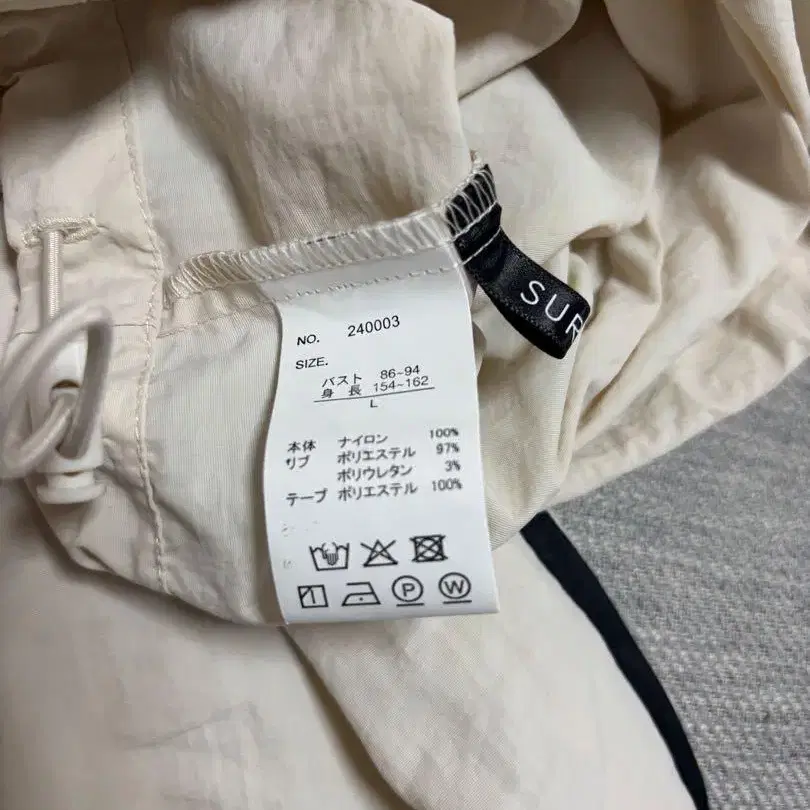 NO. 240003
SIZE.
バスト 86~94
身長 154~162
L
本体 ナイロン 100%
リブ ポリエステル 97%
ポリウレタン 3%
テープ ポリエステル 100%
P W
SUR